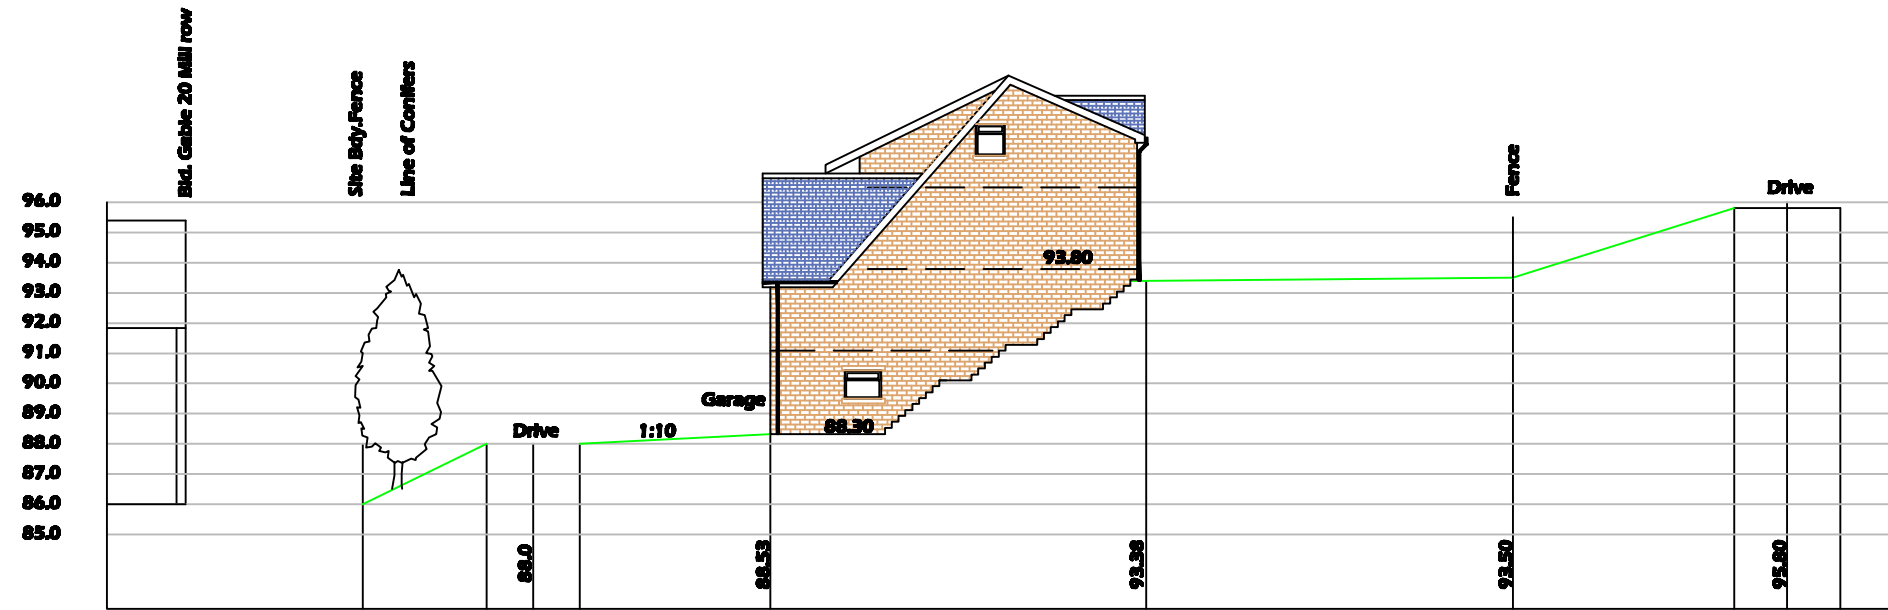 Bld. Gable 20 Mill row
Site Bdy.Fence
Line of Conifers
Fence
Drive
96.0
95.0
94.0
93.0
92.0
91.0
90.0
89.0
88.0
87.0
86.0
85.0
93.80
Garage
88.30
Drive
1:10
88.0
88.53
93.38
93.50
95.80